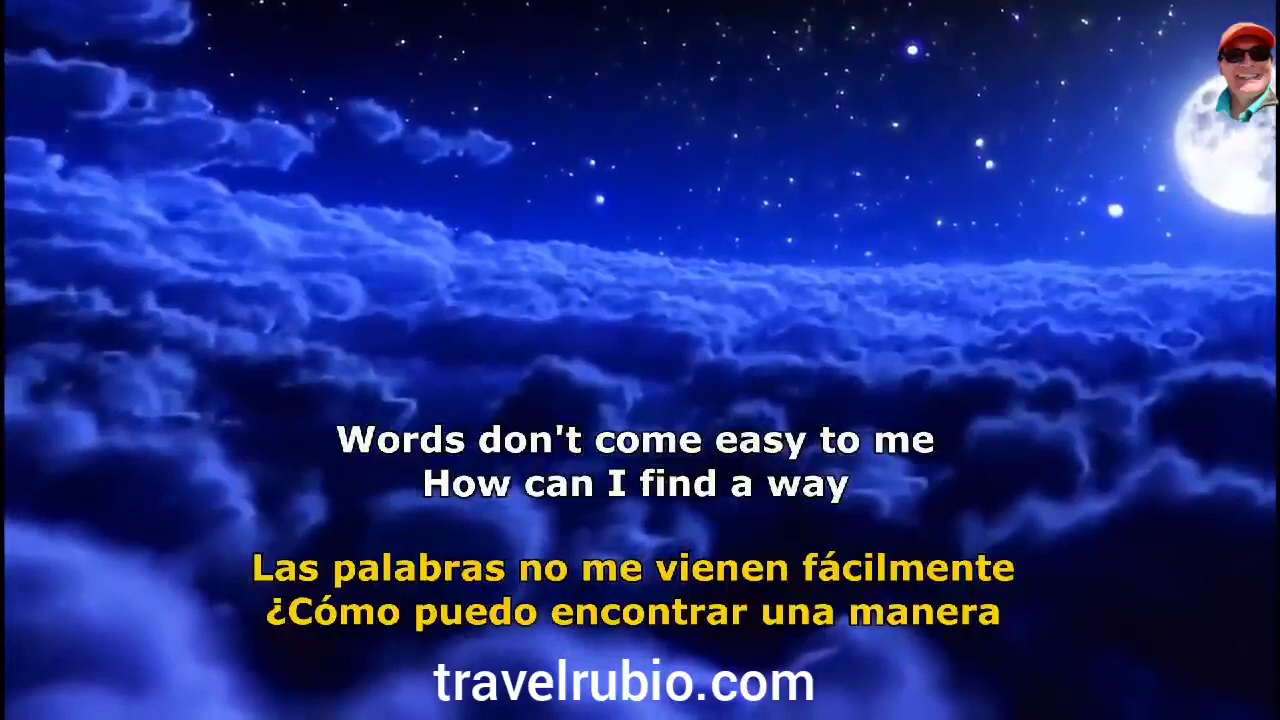 Words don't come easy to me
How can I find a way
Las palabras no me vienen fácilmente
¿Cómo puedo encontrar una manera
travelrubio.com